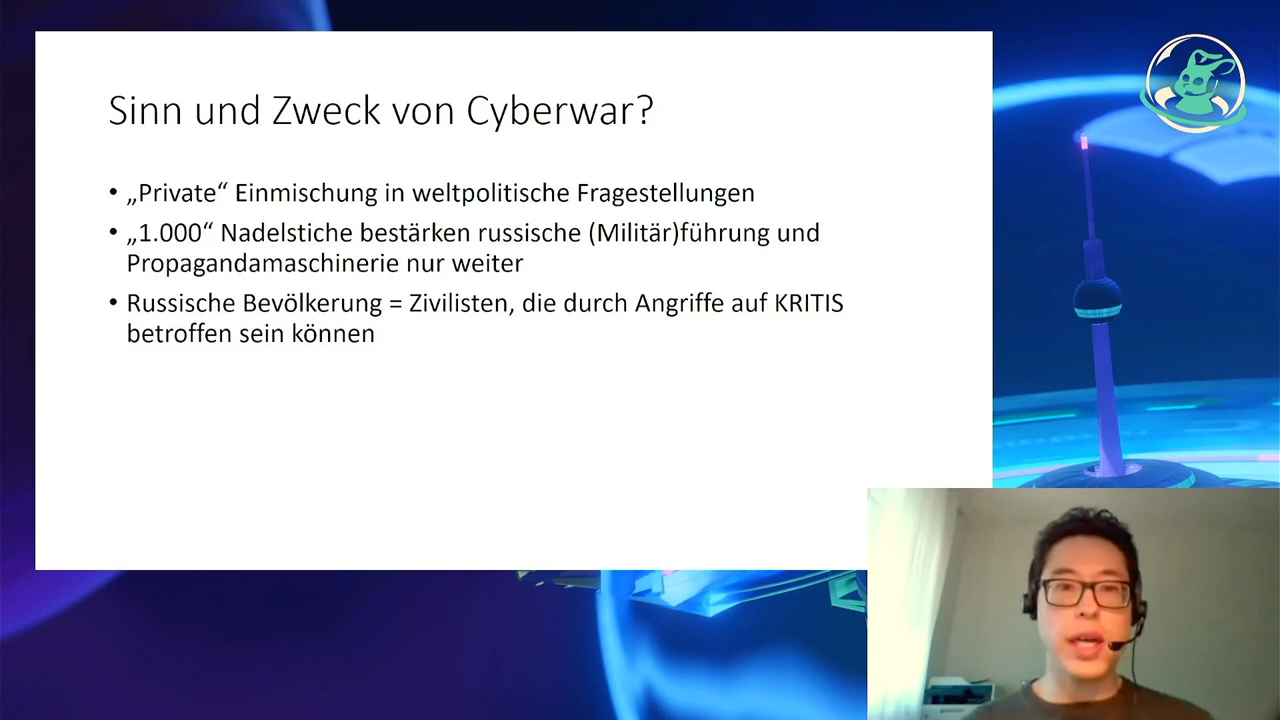 Sinn und Zweck von Cyberwar?
• „Private“ Einmischung in weltpolitische Fragestellungen
• „1.000“ Nadelstiche bestärken russische (Militär)führung und
Propagandamaschinerie nur weiter
• Russische Bevölkerung = Zivilisten, die durch Angriffe auf KRITIS
betroffen sein können